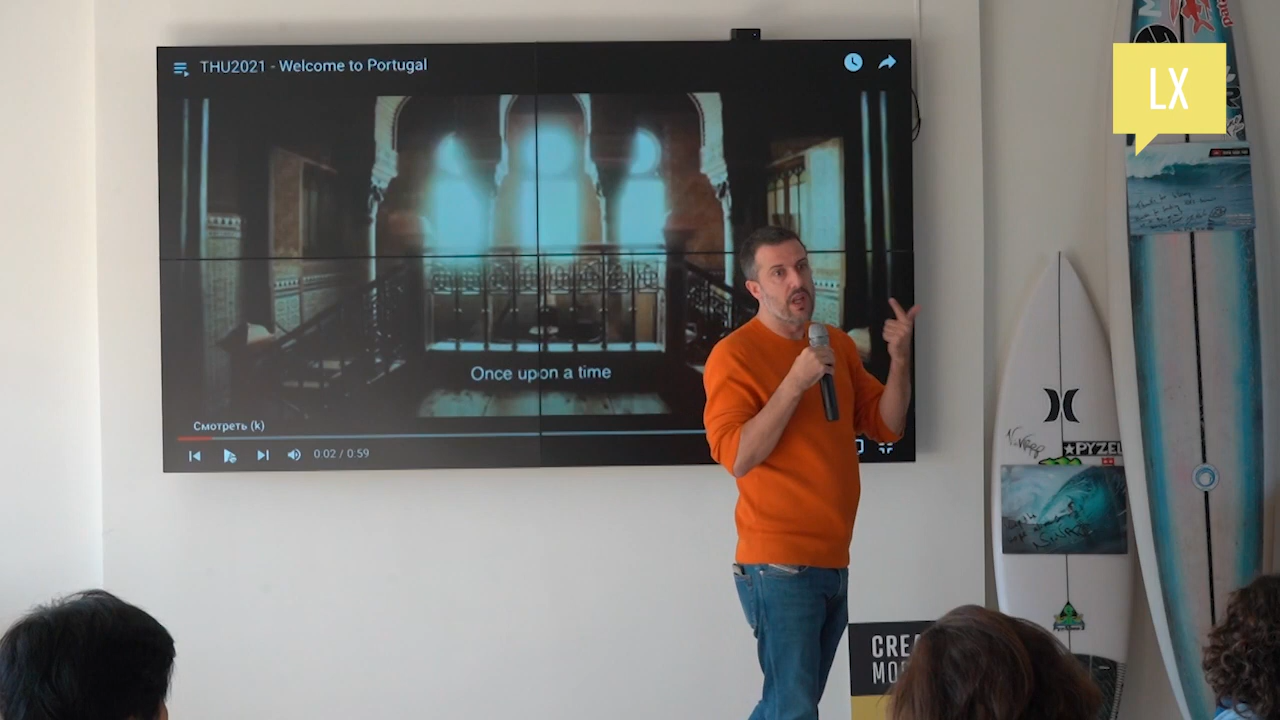 THU2021 - Welcome to Portugal
LX
Once upon a time
Смотреть (k)
0:02 / 0:59
PYZEL
CREA
MO